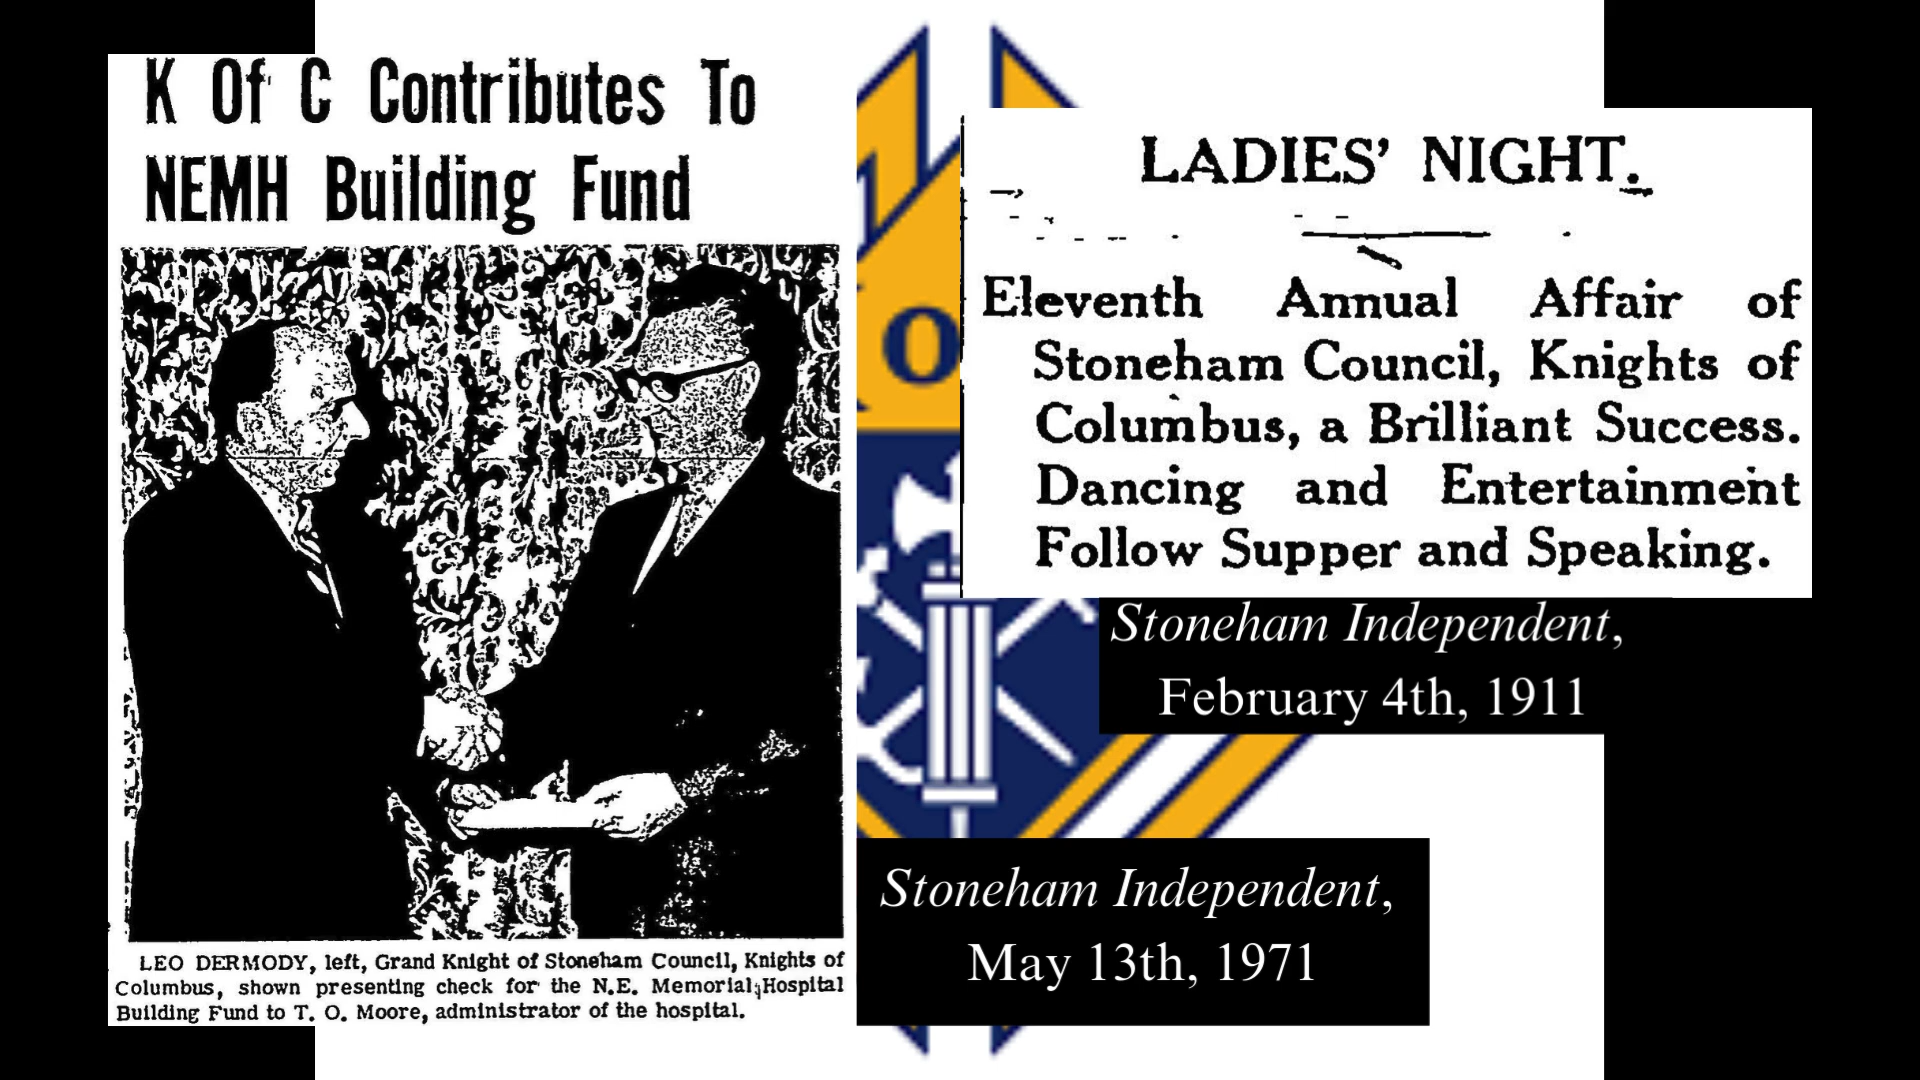 K Of C Contributes To
NEMH Building Fund
LEO DERMODY, left, Grand Knight of Stoneham Council, Knights of
Columbus, shown presenting check for the N.E. Memorial Hospital
Building Fund to T. O. Moore, administrator of the hospital.
LADIES' NIGHT.
Eleventh Annual Affair of
Stoneham Council, Knights of
Columbus, a Brilliant Success.
Dancing and Entertainment
Follow Supper and Speaking.
Stoneham Independent,
February 4th, 1911
Stoneham Independent,
May 13th, 1971